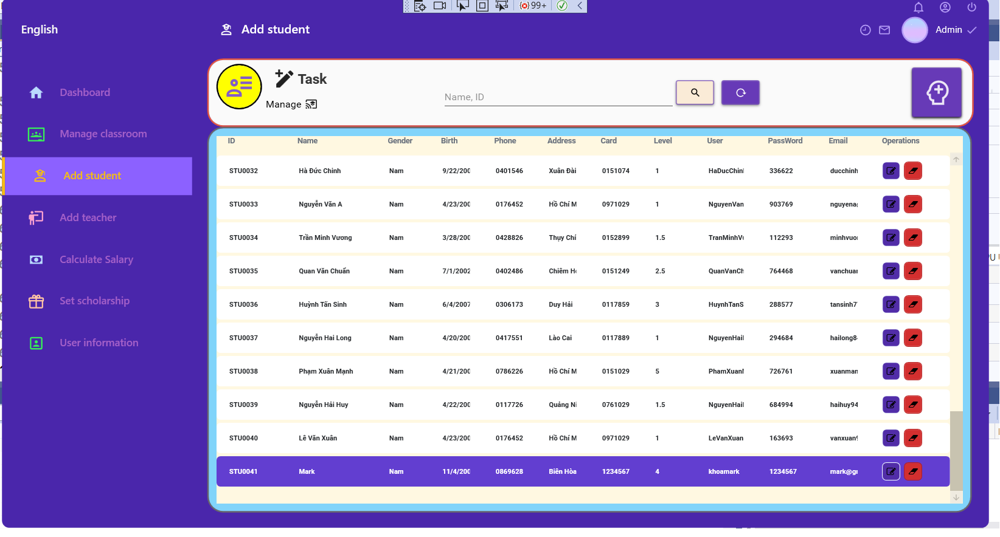 99+
English
Add student
Admin
Dashboard
Manage classroom
Add student
Add teacher
Calculate Salary
Set scholarship
User information
Task
Manage
Name, ID
ID Name Gender Birth Phone Address Card Level User PassWord Email Operations
STU0032 Hà Đức Chinh Nam 9/22/200 0401546 Xuân Đài 0151074 1 HaDucChin 336622 ducchinh
STU0033 Nguyễn Văn A Nam 4/23/200 0176452 Hồ Chí M 0971029 1 NguyenVan 903769 nguyena
STU0034 Trần Minh Vương Nam 3/28/200 0428826 Thụy Chí 0152899 1.5 TranMinhV 112293 minhvuo
STU0035 Quan Văn Chuẩn Nam 7/1/2002 0402486 Chiêm H 0151249 2.5 QuanVanCh 764468 vanchua
STU0036 Huỳnh Tấn Sinh Nam 6/4/2007 0306173 Duy Hải 0117859 3 HuynhTanS 288577 tansinh7
STU0037 Nguyễn Hai Long Nam 4/20/200 0417551 Lào Cai 0117889 1 NguyenHai 294684 hailong8
STU0038 Phạm Xuân Mạnh Nam 4/21/200 0786226 Hồ Chí M 0151029 5 PhamXuan 726761 xuanman
STU0039 Nguyễn Hải Huy Nam 4/22/200 0117726 Quảng N 0761029 1.5 NguyenHai 684994 haihuy94
STU0040 Lê Văn Xuân Nam 4/23/200 0176452 Hồ Chí M 0971029 1 LeVanXuan 163693 vanxuan
STU0041 Mark Nam 11/4/200 0869628 Biên Hòa 1234567 4 khoamark 1234567 mark@g